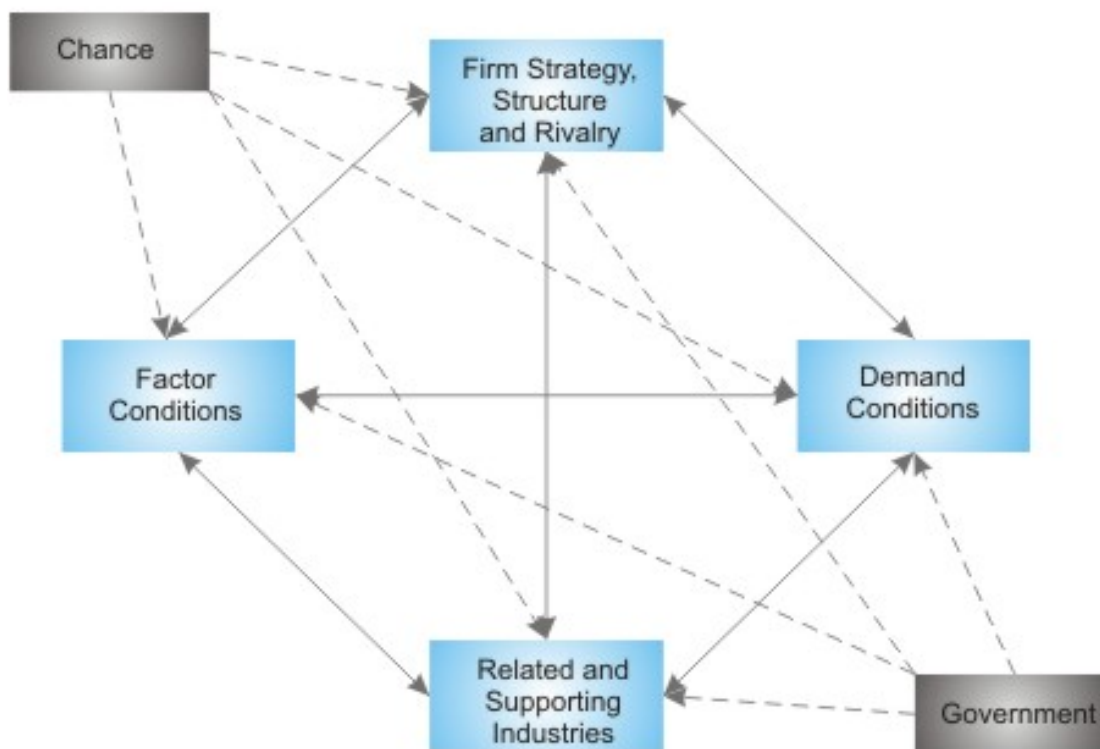 Chance
Firm Strategy,
Structure
and Rivalry
Factor
Conditions
Demand
Conditions
Related and
Supporting
Industries
Government